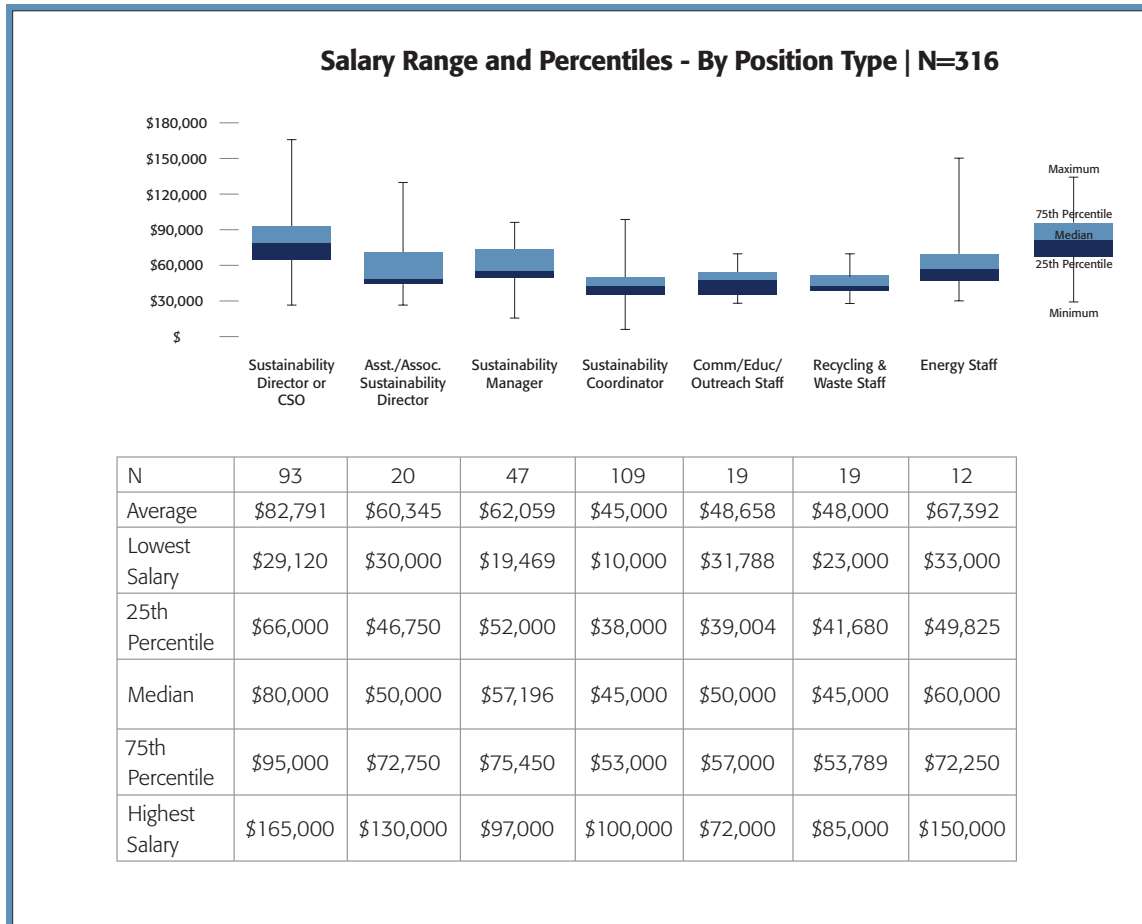 Salary Range and Percentiles - By Position Type | N=316
$180,000
$150,000
$120,000
$90,000
$60,000
$30,000
$
Maximum
75th Percentile
Median
25th Percentile
Minimum
Sustainability
Director or
CSO
Asst./Assoc.
Sustainability
Director
Sustainability
Manager
Sustainability
Coordinator
Comm/Educ/
Outreach Staff
Recycling &
Waste Staff
Energy Staff
N 93 20 47 109 19 19 12
Average $82,791 $60,345 $62,059 $45,000 $48,658 $48,000 $67,392
Lowest
Salary
$29,120 $30,000 $19,469 $10,000 $31,788 $23,000 $33,000
25th
Percentile
$66,000 $46,750 $52,000 $38,000 $39,004 $41,680 $49,825
Median $80,000 $50,000 $57,196 $45,000 $50,000 $45,000 $60,000
75th
Percentile
$95,000 $72,750 $75,450 $53,000 $57,000 $53,789 $72,250
Highest
Salary
$165,000 $130,000 $97,000 $100,000 $72,000 $85,000 $150,000